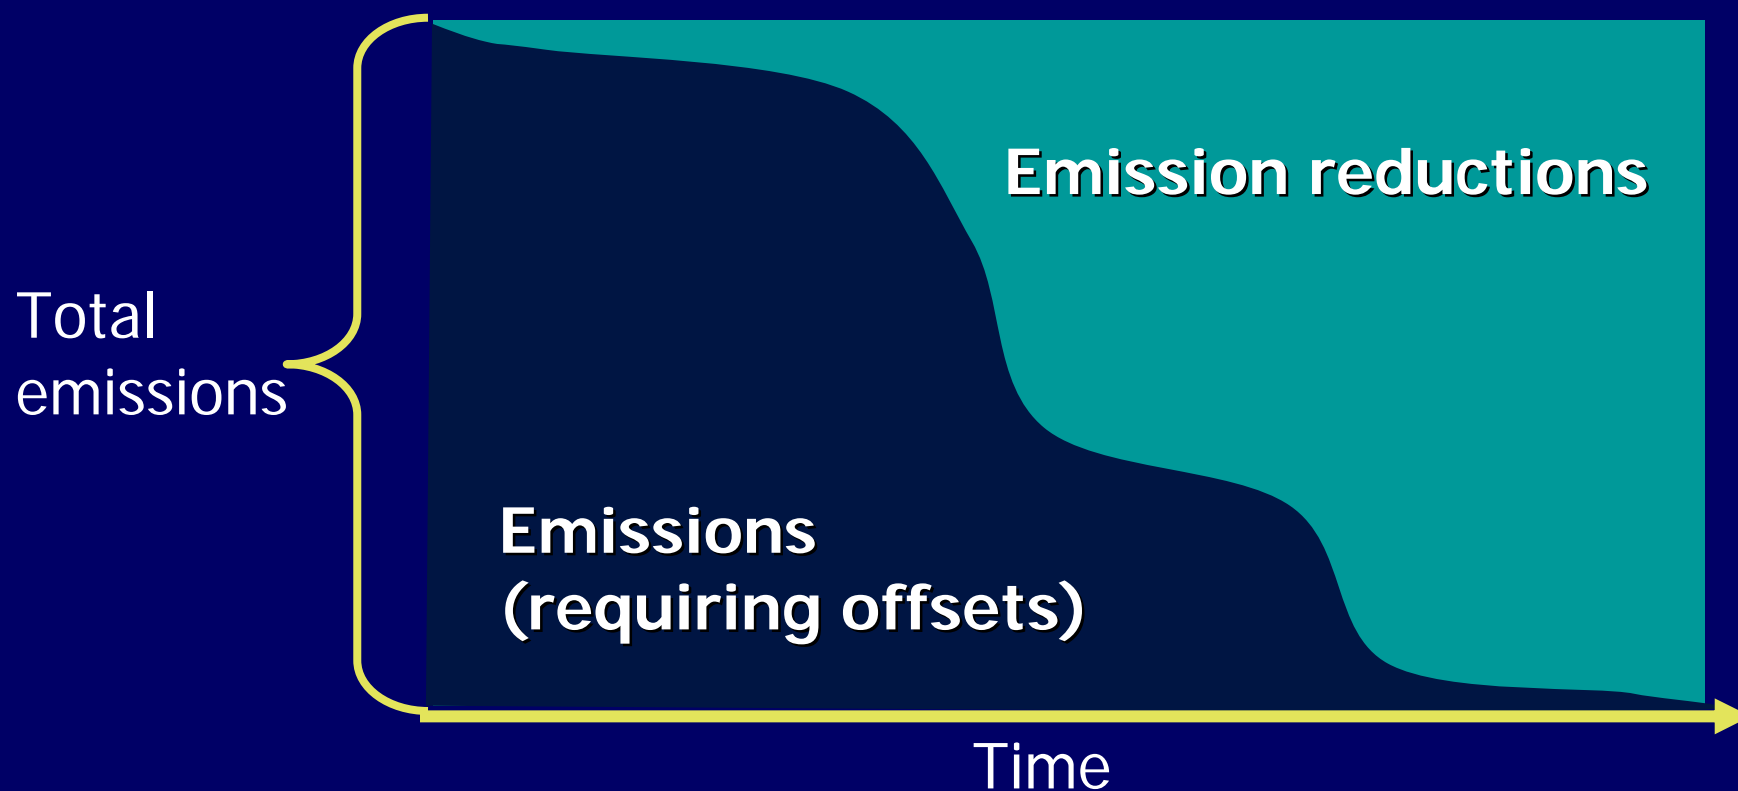 Emission reductions
Total
emissions
Emissions
(requiring offsets)
Time